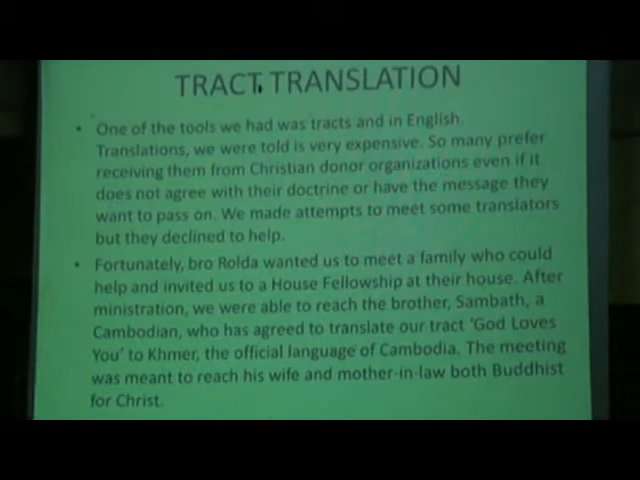 TRACT TRANSLATION
• One of the tools we had was tracts and in English.
Translations, we were told is very expensive. So many prefer
receiving them from Christian donor organizations even if it
does not agree with their doctrine or have the message they
want to pass on. We made attempts to meet some translators
but they declined to help.
• Fortunately, bro Rolda wanted us to meet a family who could
help and invited us to a House Fellowship at their house. After
ministration, we were able to reach the brother, Sambath, a
Cambodian, who has agreed to translate our tract ‘God Loves
You’ to Khmer, the official language of Cambodia. The meeting
was meant to reach his wife and mother-in-law both Buddhist
for Christ.